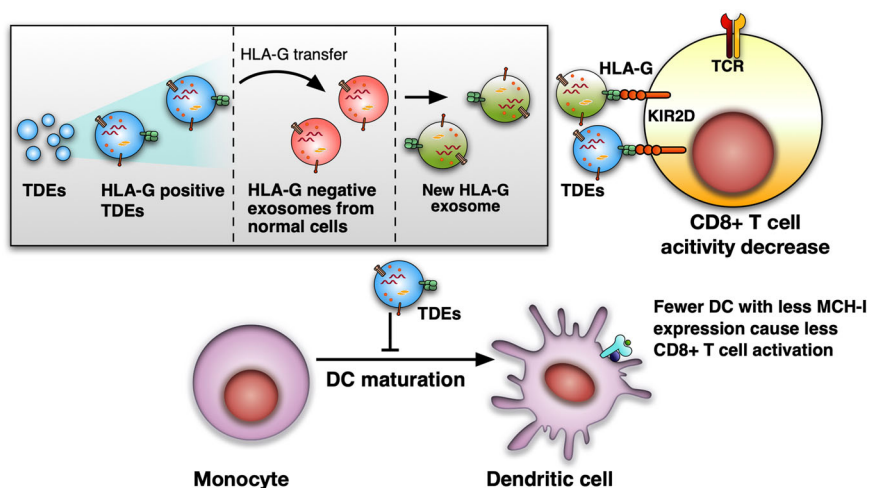 HLA-G transfer
TDEs
HLA-G positive
TDEs
HLA-G negative
exosomes from
normal cells
New HLA-G
exosome
TCR
HLA-G
KIR2D
TDEs
CD8+ T cell
acitivity decrease
TDEs
DC maturation
Fewer DC with less MCH-I
expression cause less
CD8+ T cell activation
Monocyte
Dendritic cell